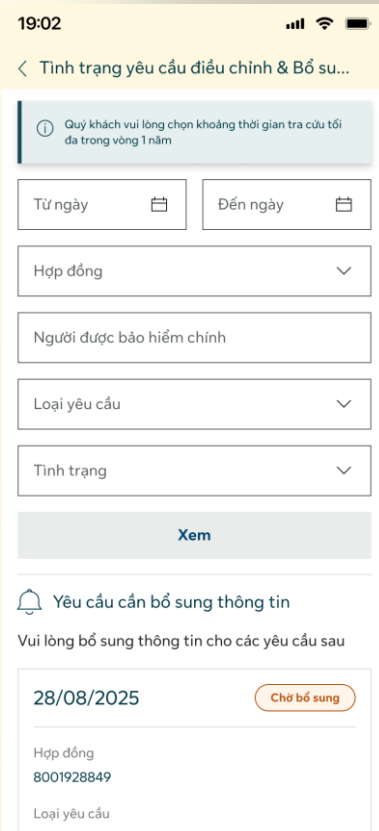 19:02
Tình trạng yêu cầu điều chỉnh & Bổ su...
Quý khách vui lòng chọn khoảng thời gian tra cứu tối
đa trong vòng 1 năm
Từ ngày
Đến ngày
Hợp đồng
Người được bảo hiểm chính
Loại yêu cầu
Tình trạng
Xem
Yêu cầu cần bổ sung thông tin
Vui lòng bổ sung thông tin cho các yêu cầu sau
28/08/2025
Chờ bổ sung
Hợp đồng
8001928849
Loại yêu cầu